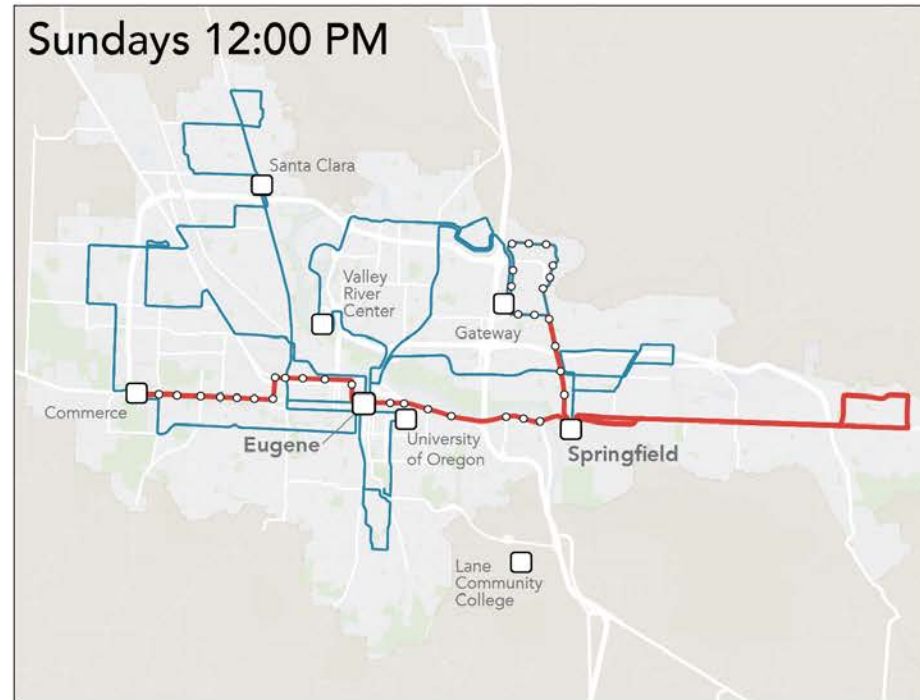 Sundays 12:00 PM
Santa Clara
Valley
River
Center
Gateway
Commerce
Eugene
University
of Oregon
Springfield
Lane
Community
College